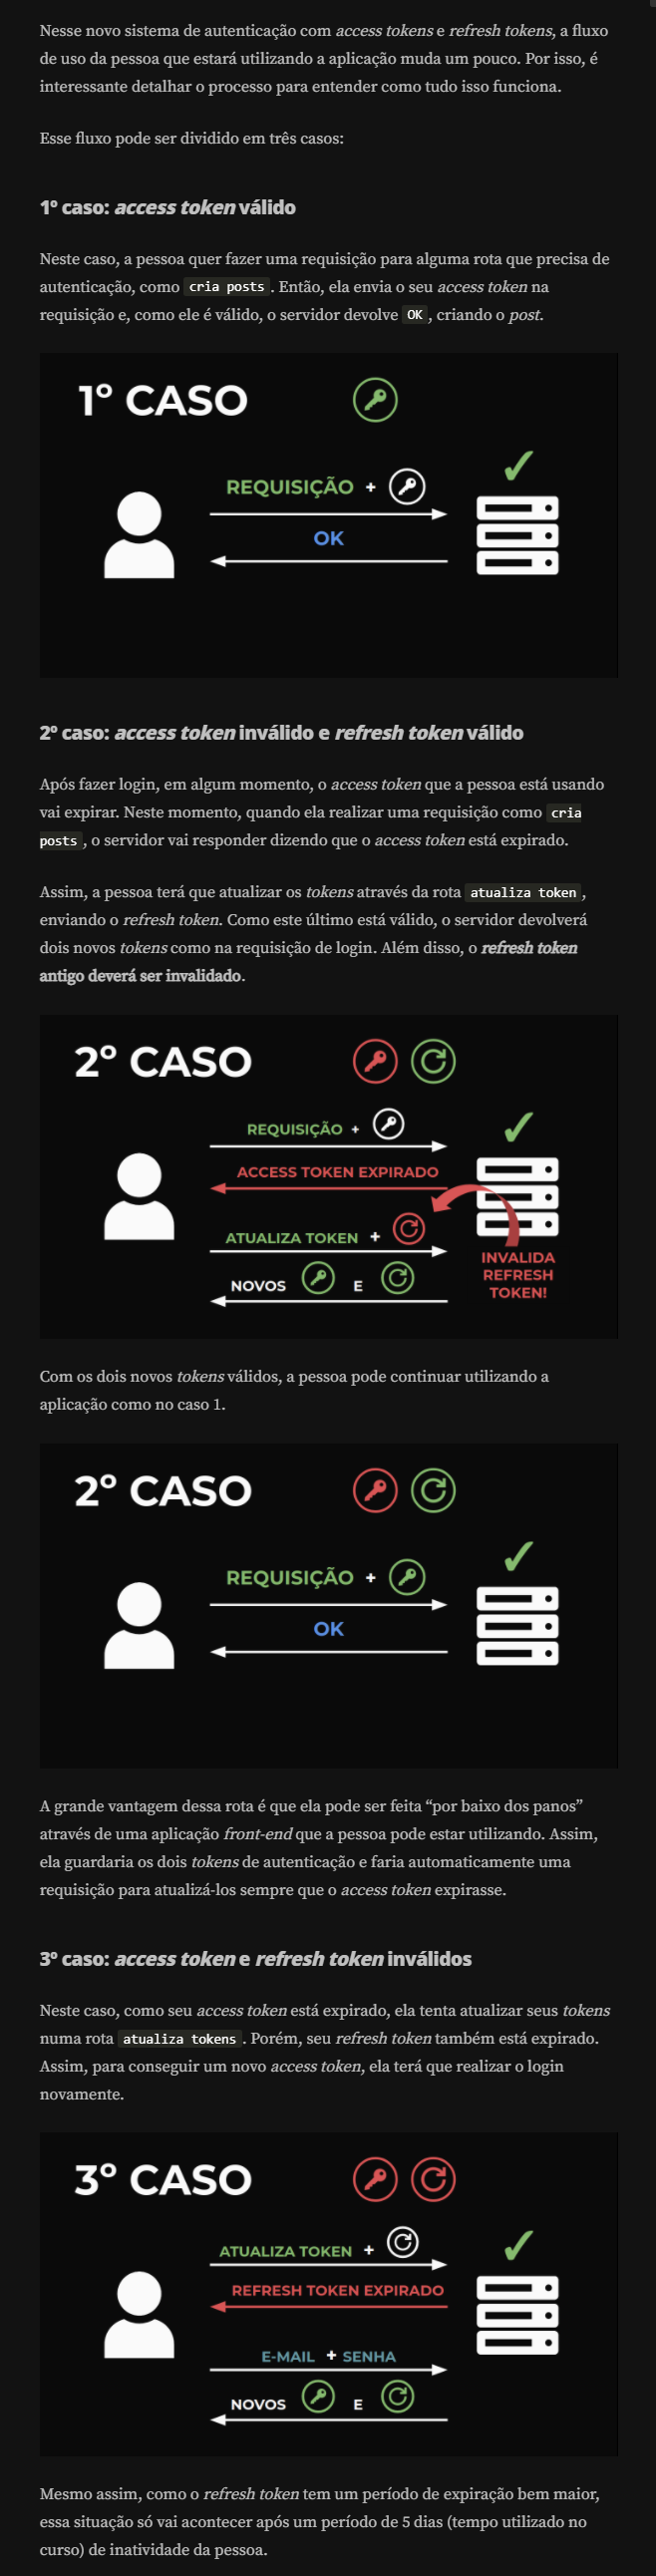 Nesse novo sistema de autenticação com access tokens e refresh tokens, a fluxo
de uso da pessoa que estará utilizando a aplicação muda um pouco. Por isso, é
interessante detalhar o processo para entender como tudo isso funciona.
Esse fluxo pode ser dividido em três casos:
1º caso: access token válido
Neste caso, a pessoa quer fazer uma requisição para alguma rota que precisa de
autenticação, como cria posts. Então, ela envia o seu access token na
requisição e, como ele é válido, o servidor devolve OK, criando o post.
1º CASO
REQUISIÇÃO +
OK
2º caso: access token inválido e refresh token válido
Após fazer login, em algum momento, o access token que a pessoa está usando
vai expirar. Neste momento, quando ela realizar uma requisição como cria
posts, o servidor vai responder dizendo que o access token está expirado.
Assim, a pessoa terá que atualizar os tokens através da rota atualiza token,
enviando o refresh token. Como este último está válido, o servidor devolverá
dois novos tokens como na requisição de login. Além disso, o refresh token
antigo deverá ser invalidado.
2º CASO
REQUISIÇÃO +
ACCESS TOKEN EXPIRADO
ATUALIZA TOKEN +
NOVOS E
INVALIDA
REFRESH
TOKEN!
Com os dois novos tokens válidos, a pessoa pode continuar utilizando a
aplicação como no caso 1.
2º CASO
REQUISIÇÃO +
OK
A grande vantagem dessa rota é que ela pode ser feita “por baixo dos panos”
através de uma aplicação front-end que a pessoa pode estar utilizando. Assim,
ela guardaria os dois tokens de autenticação e faria automaticamente uma
requisição para atualizá-los sempre que o access token expirasse.
3º caso: access token e refresh token inválidos
Neste caso, como seu access token está expirado, ela tenta atualizar seus tokens
numa rota atualiza tokens. Porém, seu refresh token também está expirado.
Assim, para conseguir um novo access token, ela terá que realizar o login
novamente.
3º CASO
ATUALIZA TOKEN +
REFRESH TOKEN EXPIRADO
E-MAIL + SENHA
NOVOS E
Mesmo assim, como o refresh token tem um período de expiração bem maior,
essa situação só vai acontecer após um período de 5 dias (tempo utilizado no
curso) de inatividade da pessoa.